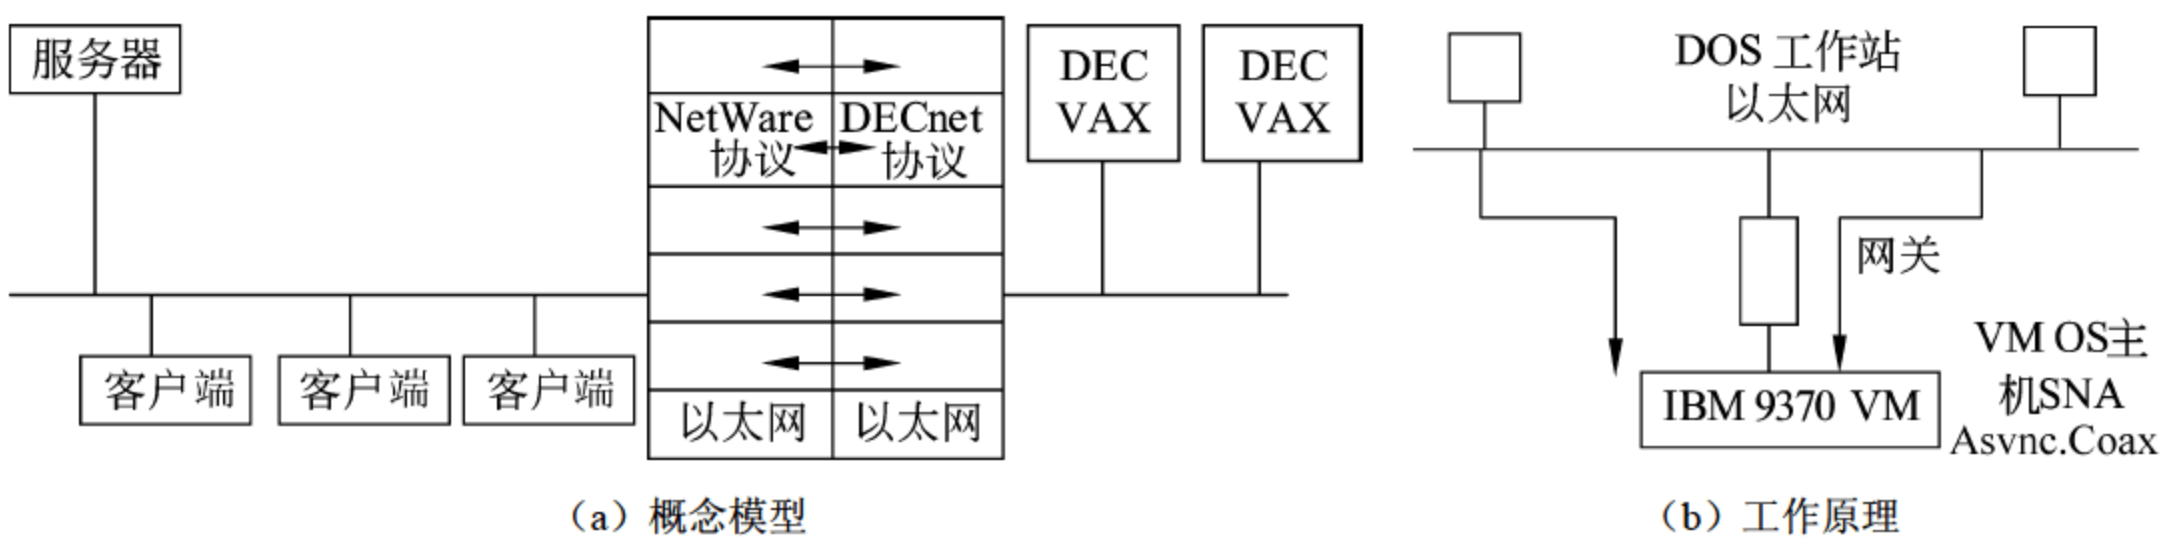 服务器
NetWare
协议
DECnet
协议
以太网
以太网
客户端
客户端
客户端
DEC
VAX
DEC
VAX
(a) 概念模型
DOS 工作站
以太网
网关
IBM 9370 VM
VM OS主
机SNA
Asvnc.Coax
(b) 工作原理